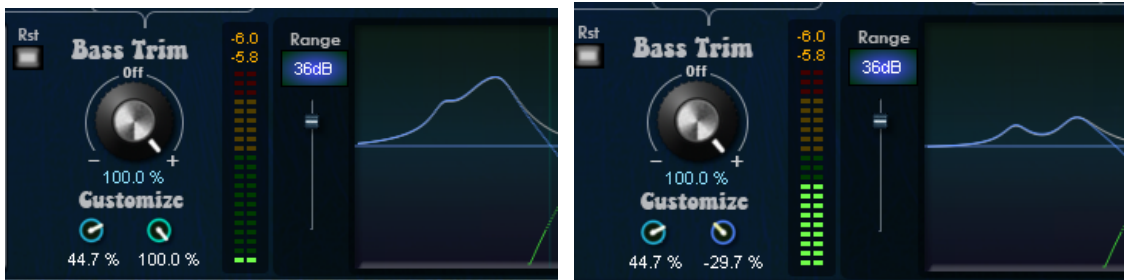 Rst
Bass Trim
Off
-6.0
-5.8
Range
36dB
– +
100.0 %
Customize
44.7 % 100.0 %
Rst
Bass Trim
Off
-6.0
-5.8
Range
36dB
– +
100.0 %
Customize
44.7 % -29.7 %